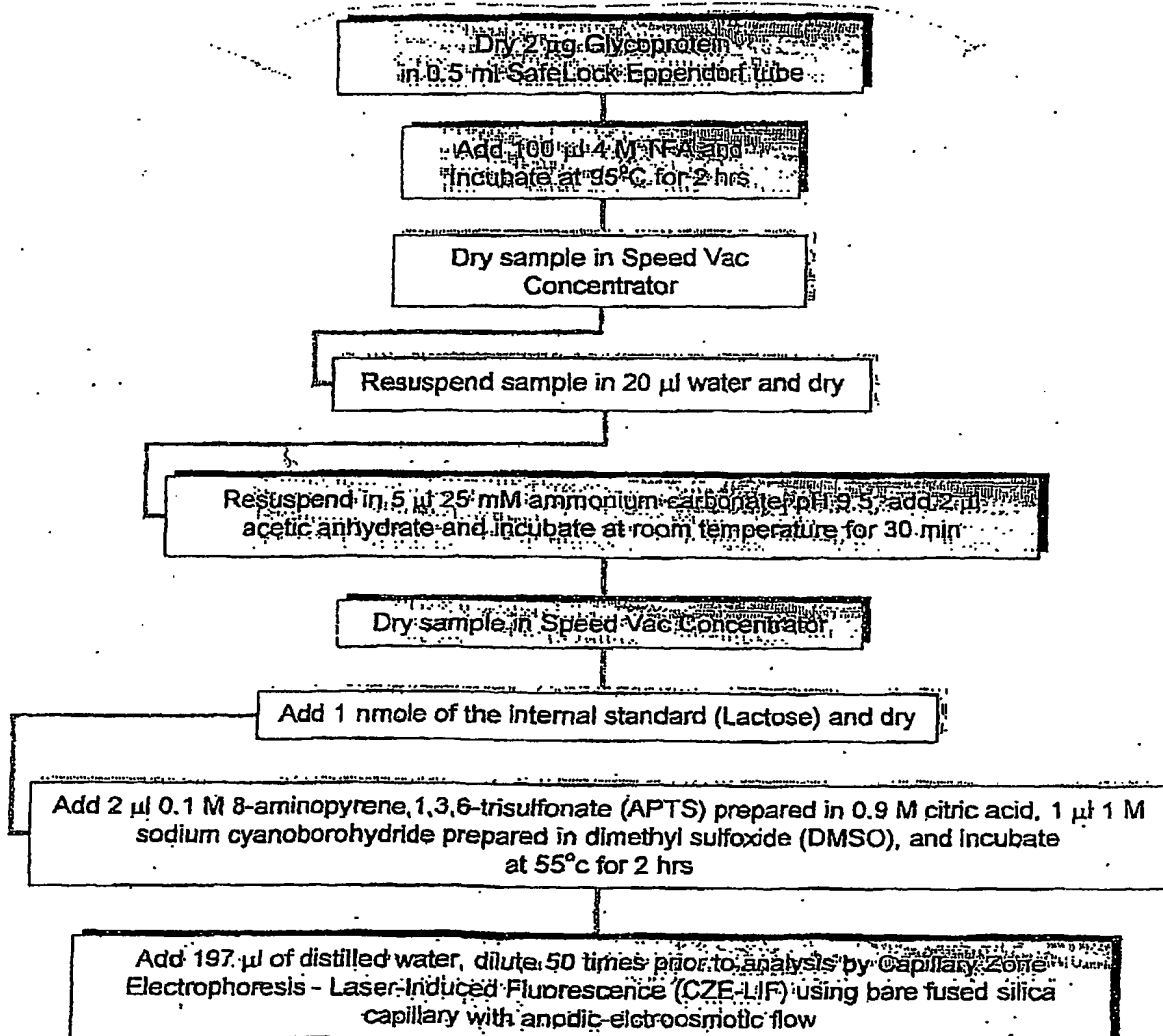 Dry 2 µg Glycoprotein
in 0.5 ml SafeLock Eppendorf tube
Add 100 µl 4 M TFA and
Incubate at 95°C for 2 hrs
Dry sample in Speed Vac
Concentrator
Resuspend sample in 20 µl water and dry
Resuspend in 5 µl 25 mM ammonium carbonate, pH 9.5, add 2 µl
acetic anhydrate and incubate at room temperature for 30 min
Dry sample in Speed Vac Concentrator
Add 1 nmole of the internal standard (Lactose) and dry
Add 2 µl 0.1 M 8-aminopyrene,1,3,6-trisulfonate (APTS) prepared in 0.9 M citric acid, 1 µl 1 M
sodium cyanoborohydride prepared in dimethyl sulfoxide (DMSO), and incubate
at 55°c for 2 hrs
Add 197 µl of distilled water, dilute 50 times prior to analysis by Capillary Zone
Electrophoresis - Laser-Induced Fluorescence (CZE-LIF) using bare fused silica
capillary with anodic elctroosmotic flow